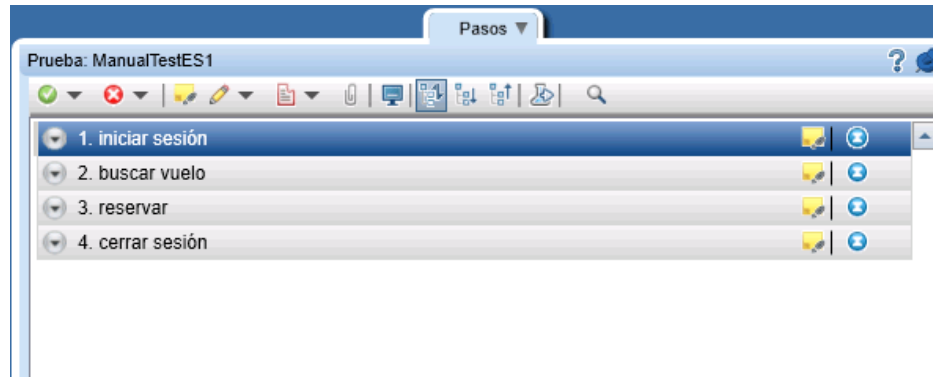 Pasos
Prueba: ManualTestES1
1. iniciar sesión
2. buscar vuelo
3. reservar
4. cerrar sesión